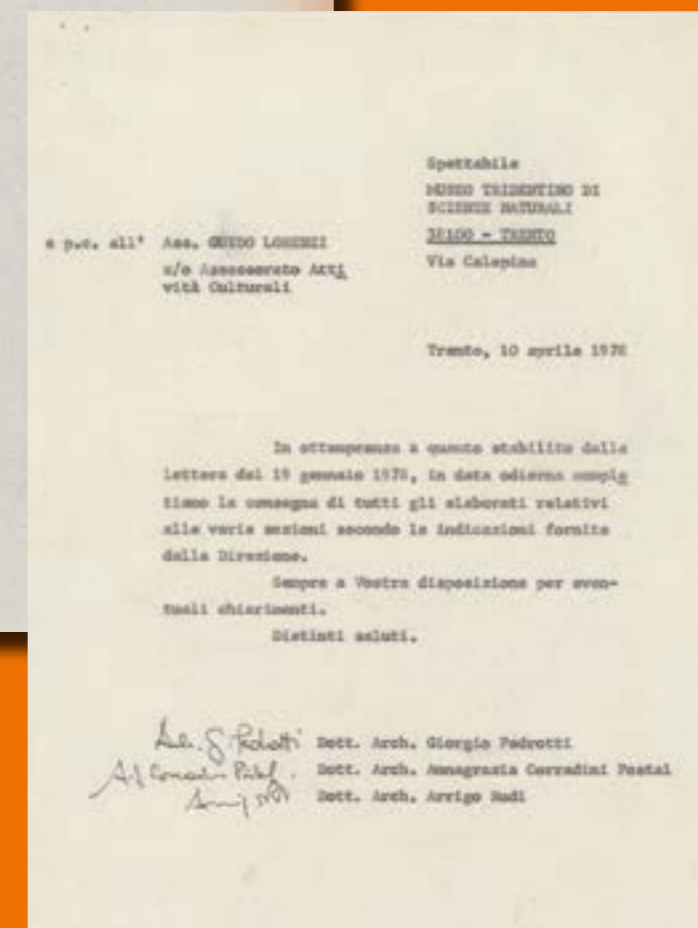 Spettabile
MUSEO TRIDENTINO DI
SCIENZE NATURALI
38100 - TRENTO
Via Calepina
e p.c. all' Ass. GUIDO LORENZI
c/o Assessorato Atti
vità Culturali
Trento, 10 aprile 1978
In ottemperanza a quanto stabilito dalla
lettera del 19 gennaio 1978, in data odierna comple
tiamo la consegna di tutti gli elaborati relativi
alle varie sezioni secondo le indicazioni fornite
dalla Direzione.
Sempre a Vostra disposizione per even-
tuali chiarimenti.
Distinti saluti.
Dott. Arch. Giorgio Pedrotti
Dott. Arch. Annagrazia Corradini Postal
Dott. Arch. Arrigo Rudi